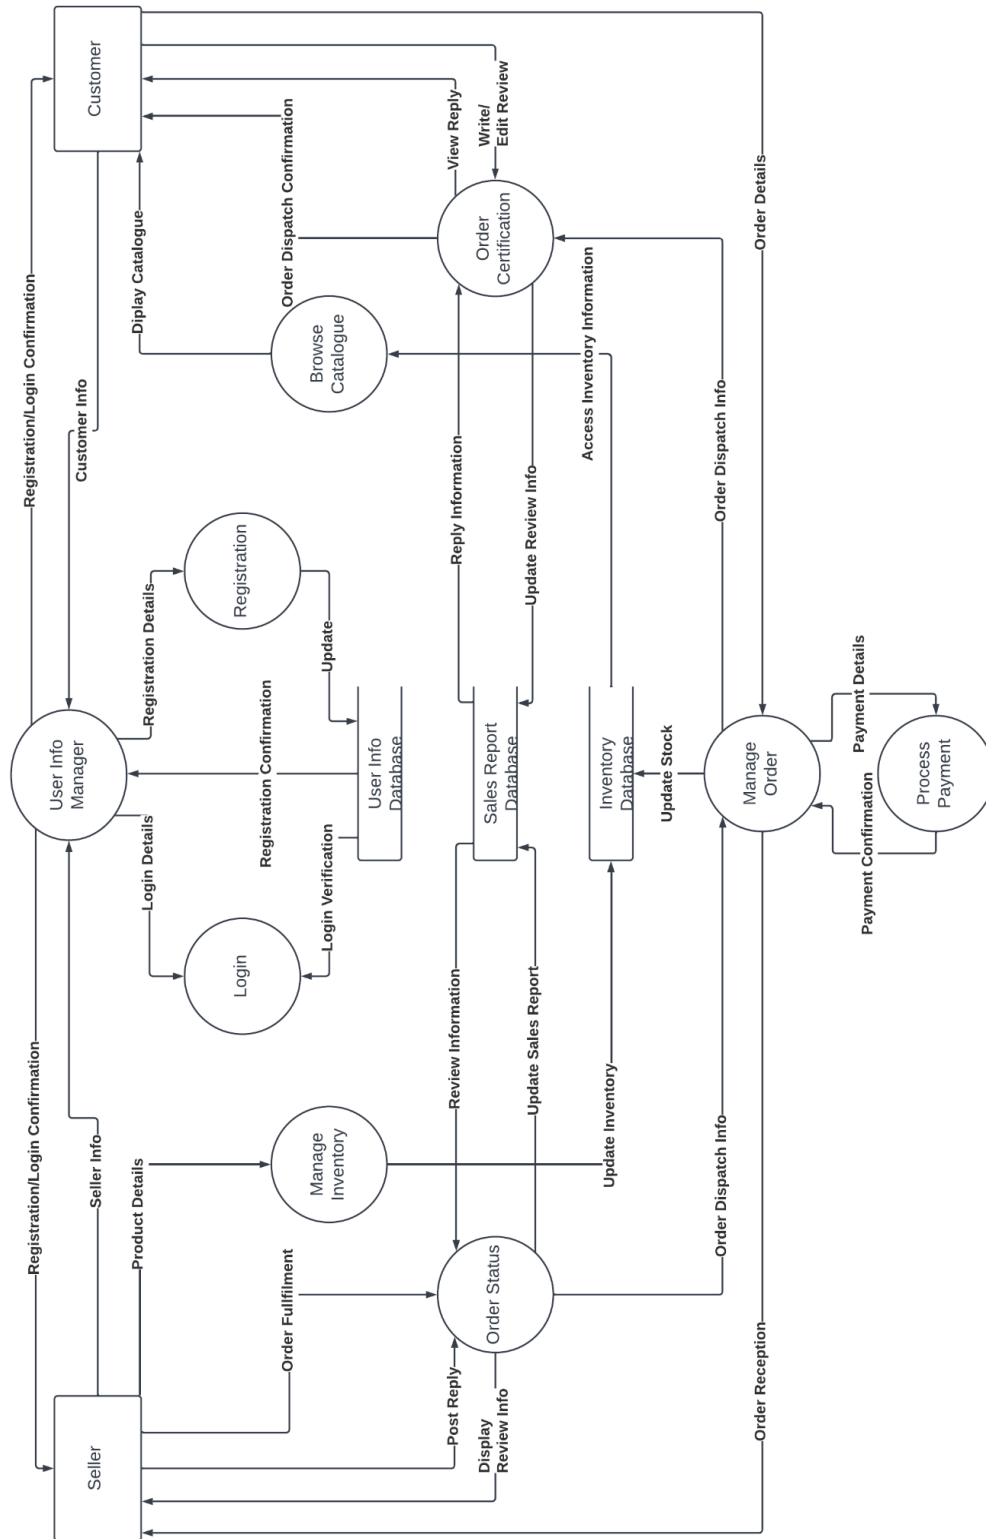 Registration/Login Confirmation
Registration/Login Confirmation
Seller
Seller Info
User Info
Manager
Customer Info
Customer
Product Details
Login Details
Registration Details
Diplay Catalogue
Login
Registration Confirmation
Registration
Order Fullfilment
Manage
Inventory
Login Verification
Update
Browse
Catalogue
Order Dispatch Confirmation
User Info
Database
Post Reply
Review Information
Reply Information
View Reply
Display
Review Info
Order Status
Update Sales Report
Sales Report
Database
Update Review Info
Order
Certification
Write/
Edit Review
Update Inventory
Inventory
Database
Access Inventory Information
Update Stock
Order Dispatch Info
Order Dispatch Info
Order Reception
Manage
Order
Order Details
Payment Confirmation
Payment Details
Process
Payment